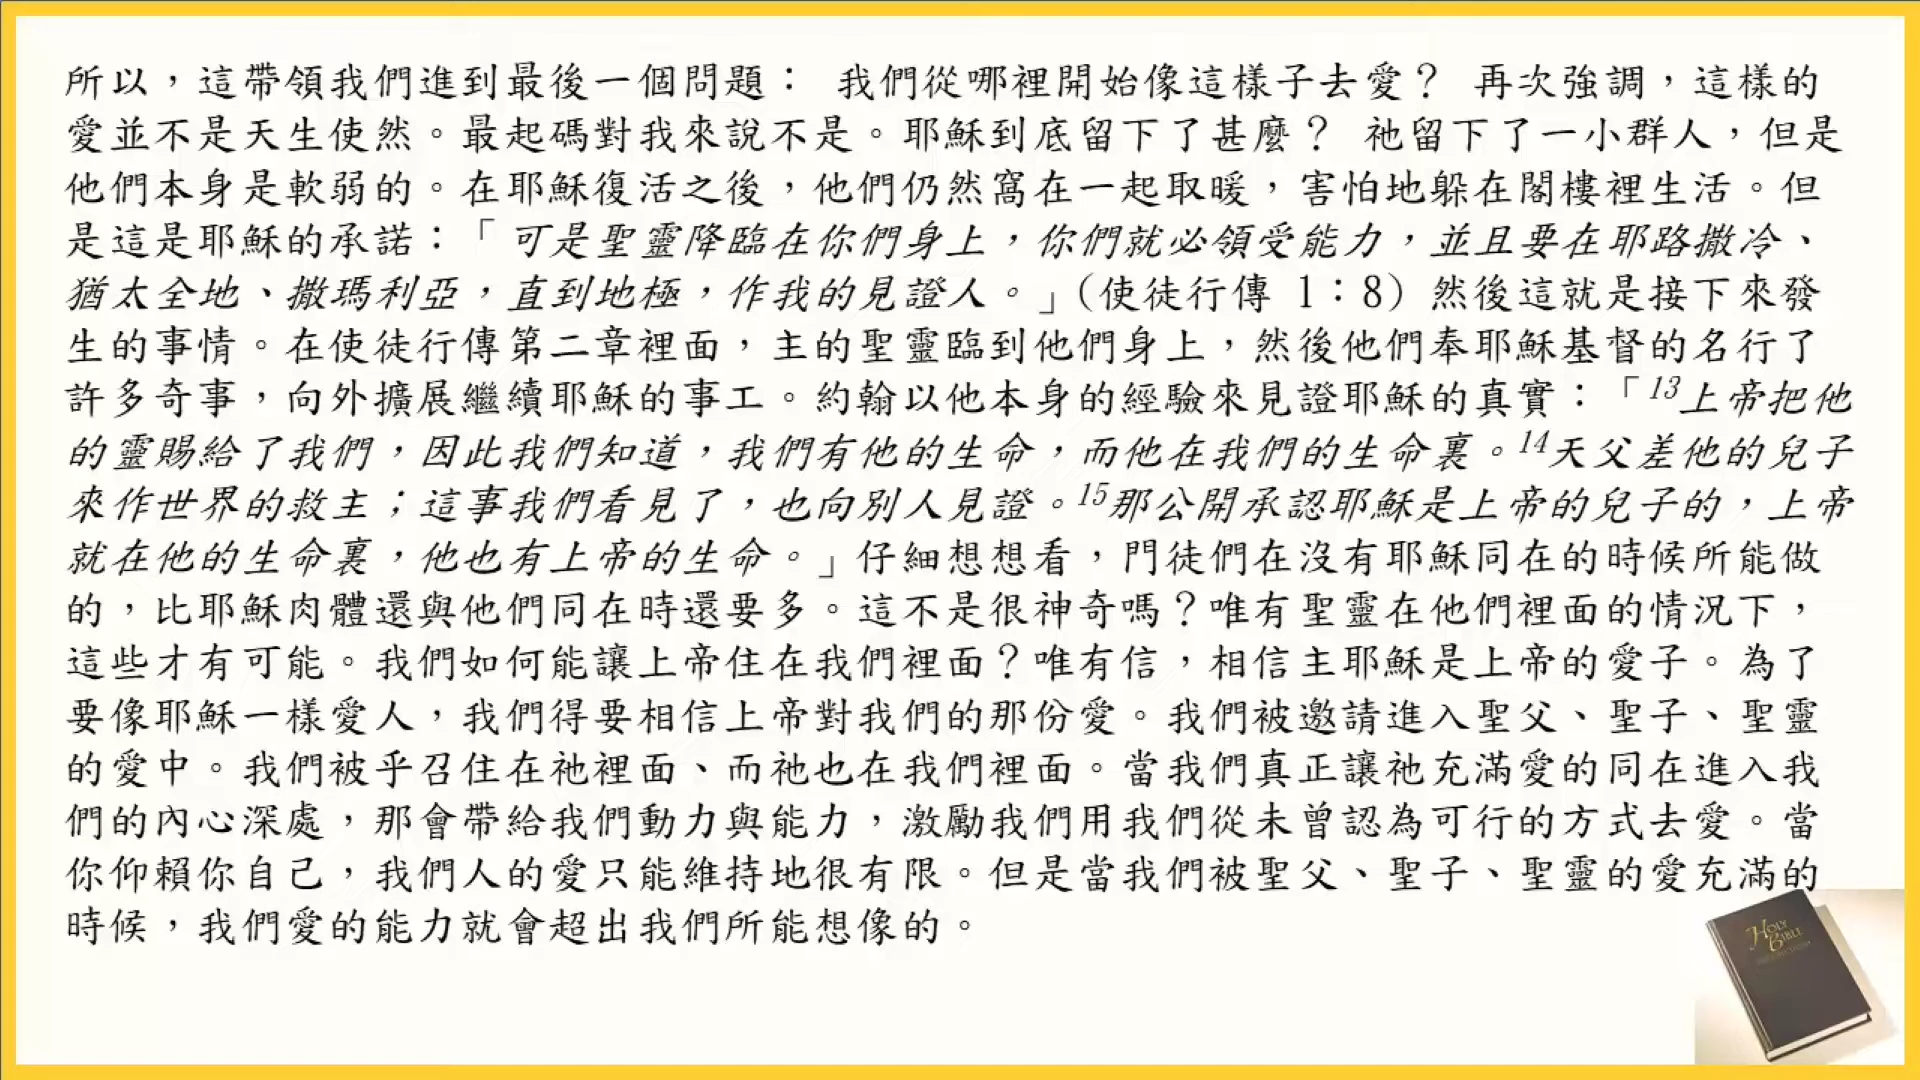 所以，這帶領我們進到最後一個問題： 我們從哪裡開始像這樣子去愛？ 再次強調，這樣的
愛並不是天生使然。最起碼對我來說不是。耶穌到底留下了甚麼？ 祂留下了一小群人，但是
他們本身是軟弱的。在耶穌復活之後，他們仍然窩在一起取暖，害怕地躲在閣樓裡生活。但
是這是耶穌的承諾：「可是聖靈降臨在你們身上，你們就必領受能力，並且要在耶路撒冷、
猶太全地、撒瑪利亞，直到地極，作我的見證人。」(使徒行傳 1：8) 然後這就是接下來發
生的事情。在使徒行傳第二章裡面，主的聖靈臨到他們身上，然後他們奉耶穌基督的名行了
許多奇事，向外擴展繼續耶穌的事工。約翰以他本身的經驗來見證耶穌的真實：「13上帝把他
的靈賜給了我們，因此我們知道，我們有他的生命，而他在我們的生命裏。14天父差他的兒子
來作世界的救主；這事我們看見了，也向別人見證。15那公開承認耶穌是上帝的兒子的，上帝
就在他的生命裏，他也有上帝的生命。」仔細想想看，門徒們在沒有耶穌同在的時候所能做
的，比耶穌肉體還與他們同在時還要多。這不是很神奇嗎？唯有聖靈在他們裡面的情況下，
這些才有可能。我們如何能讓上帝住在我們裡面？唯有信，相信主耶穌是上帝的愛子。為了
要像耶穌一樣愛人，我們得要相信上帝對我們的那份愛。我們被邀請進入聖父、聖子、聖靈
的愛中。我們被乎召住在祂裡面、而祂也在我們裡面。當我們真正讓祂充滿愛的同在進入我
們的內心深處，那會帶給我們動力與能力，激勵我們用我們從未曾認為可行的方式去愛。當
你仰賴你自己，我們人的愛只能維持地很有限。但是當我們被聖父、聖子、聖靈的愛充滿的
時候，我們愛的能力就會超出我們所能想像的。
HOLY
BIBLE